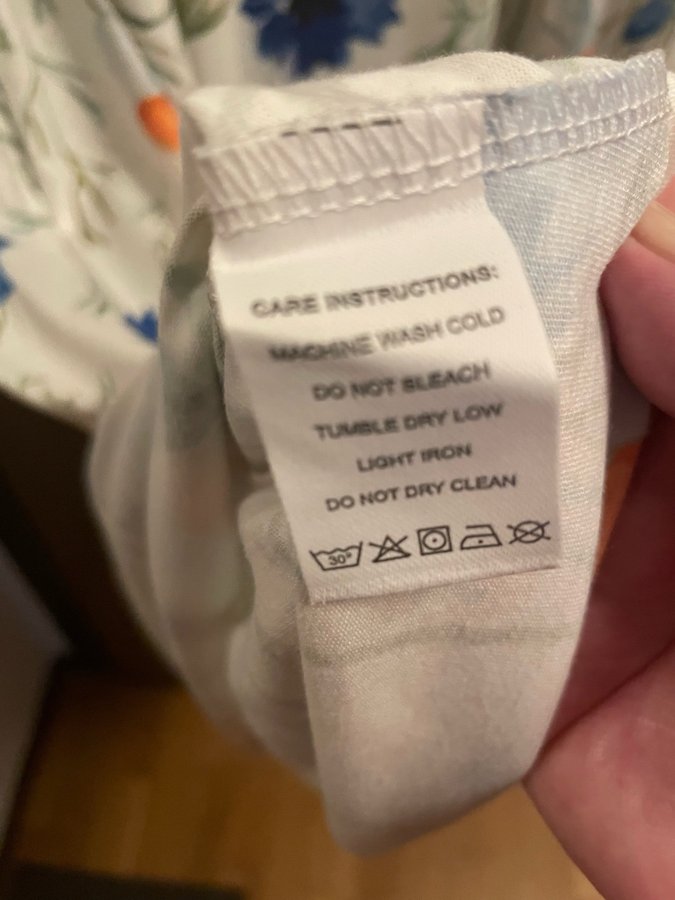 CARE INSTRUCTIONS:
MACHINE WASH COLD
DO NOT BLEACH
TUMBLE DRY LOW
LIGHT IRON
DO NOT DRY CLEAN
30°